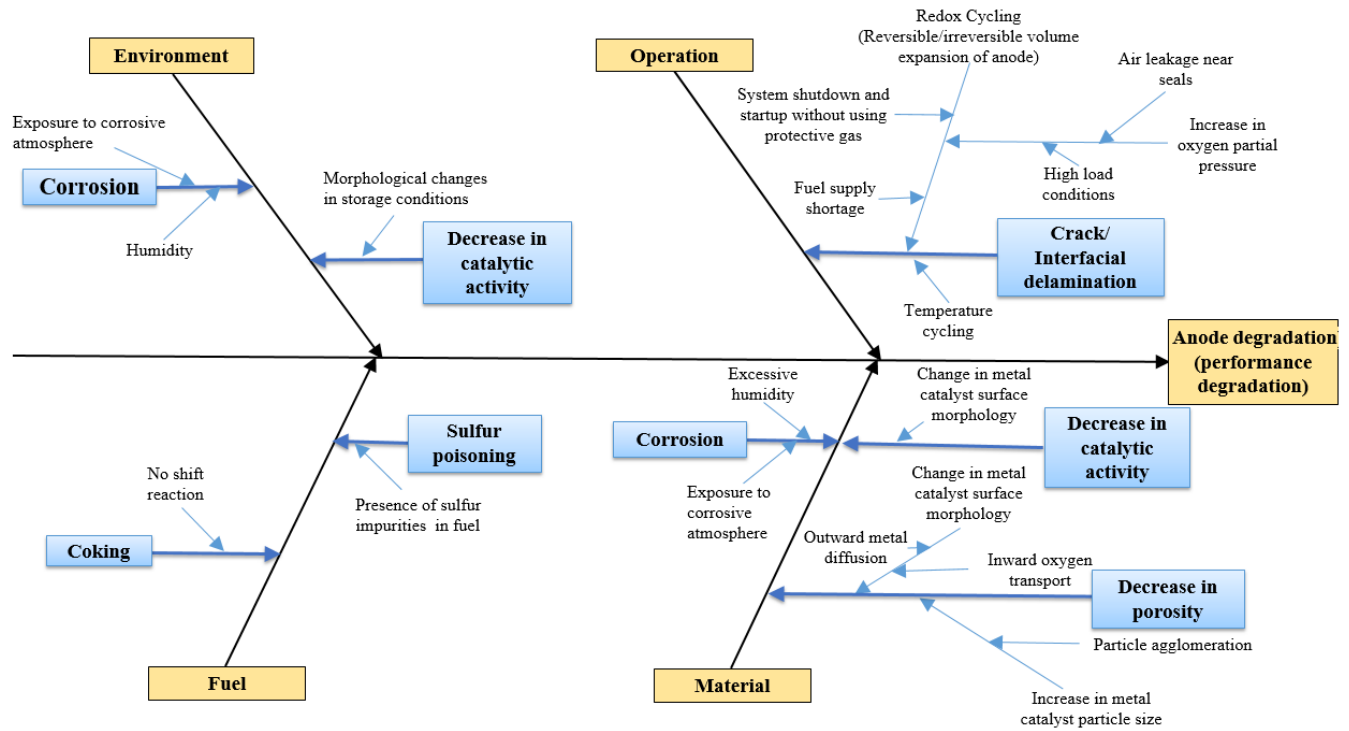 Environment
Exposure to corrosive
atmosphere
Corrosion
Humidity
Morphological changes
in storage conditions
Decrease in
catalytic
activity
Operation
Redox Cycling
(Reversible/irreversible volume
expansion of anode)
System shutdown and
startup without using
protective gas
Air leakage near
seals
Increase in
oxygen partial
pressure
High load
conditions
Fuel supply
shortage
Crack/
Interfacial
delamination
Temperature
cycling
Anode degradation
(performance
degradation)
Sulfur
poisoning
Presence of sulfur
impurities in fuel
No shift
reaction
Coking
Fuel
Excessive
humidity
Corrosion
Exposure to
corrosive
atmosphere
Change in metal
catalyst surface
morphology
Decrease in
catalytic
activity
Change in metal
catalyst surface
morphology
Outward metal
diffusion
Inward oxygen
transport
Decrease in
porosity
Particle agglomeration
Increase in metal
catalyst particle size
Material